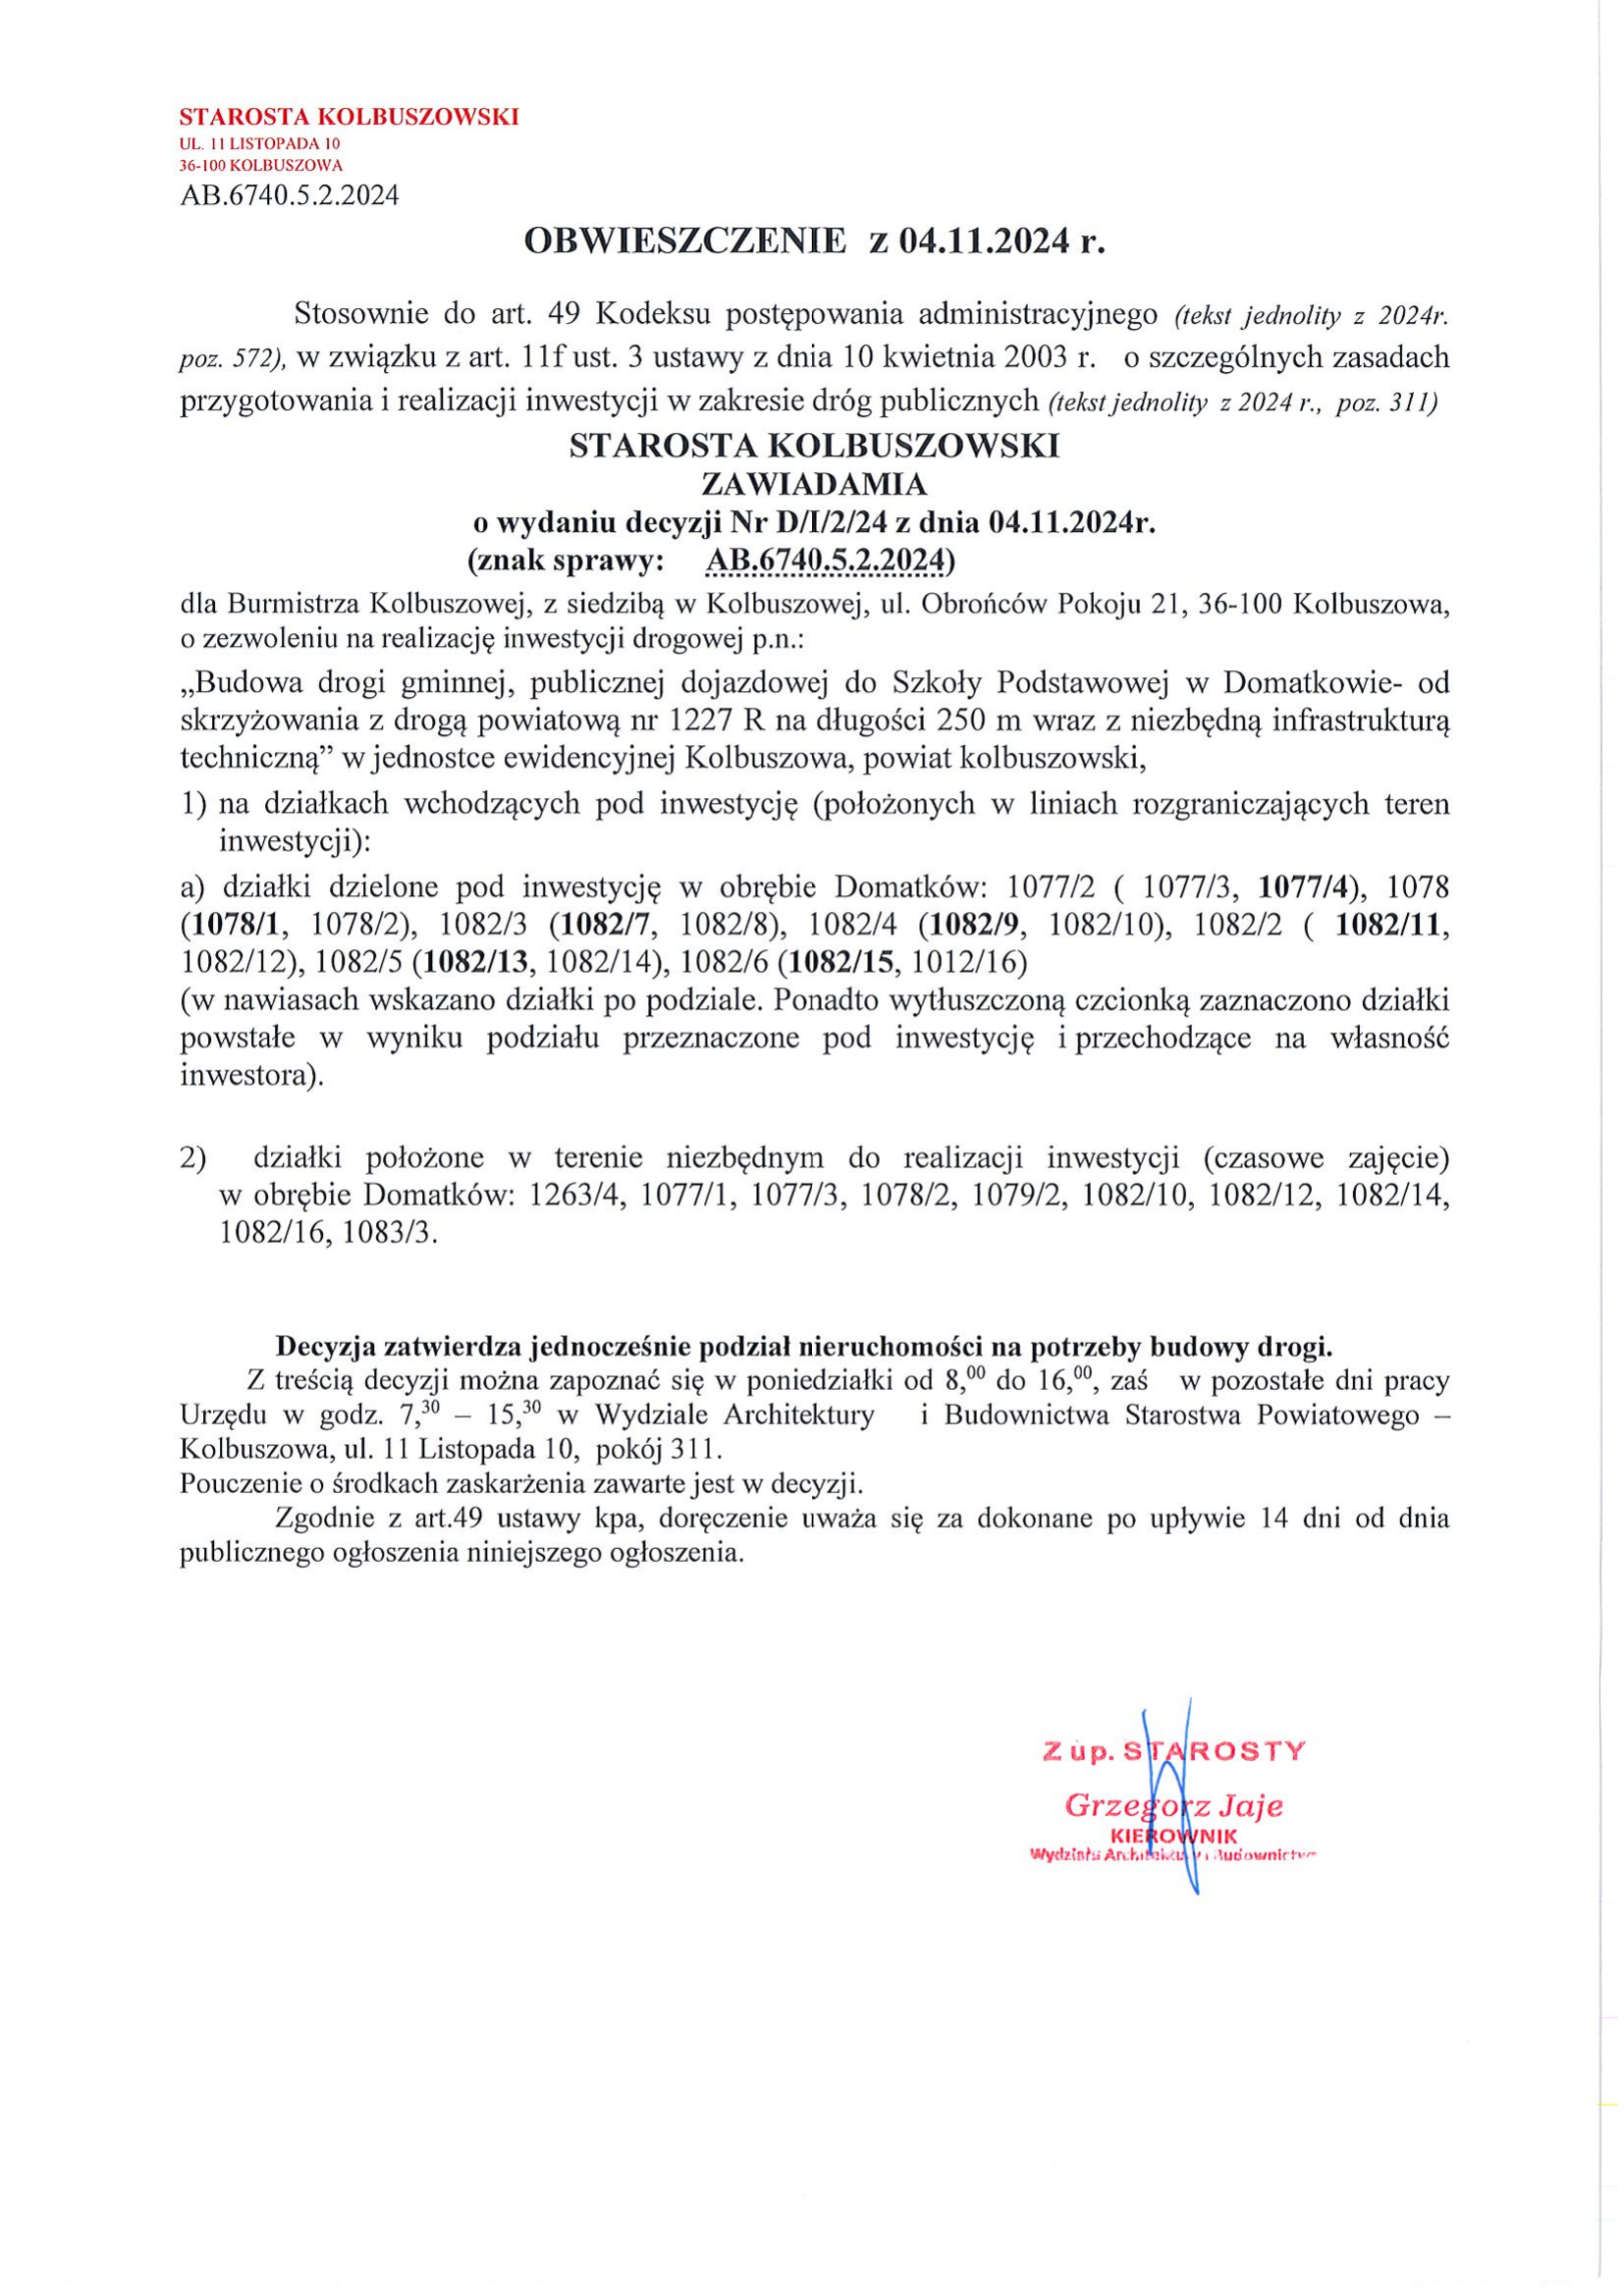 STAROSTA KOLBUSZOWSKI
UL. 11 LISTOPADA 10
36-100 KOLBUSZOWA
AB.6740.5.2.2024
OBWIESZCZENIE z 04.11.2024 r.
Stosownie do art. 49 Kodeksu postępowania administracyjnego (tekst jednolity z 2024r.
poz. 572), w związku z art. 11f ust. 3 ustawy z dnia 10 kwietnia 2003 r. o szczególnych zasadach
przygotowania i realizacji inwestycji w zakresie dróg publicznych (tekst jednolity z 2024 r., poz. 311)
STAROSTA KOLBUSZOWSKI
ZAWIADAMIA
o wydaniu decyzji Nr D/I/2/24 z dnia 04.11.2024r.
(znak sprawy: AB.6740.5.2.2024)
dla Burmistrza Kolbuszowej, z siedzibą w Kolbuszowej, ul. Obrońców Pokoju 21, 36-100 Kolbuszowa,
o zezwoleniu na realizację inwestycji drogowej p.n.:
„Budowa drogi gminnej, publicznej dojazdowej do Szkoły Podstawowej w Domatkowie- od
skrzyżowania z drogą powiatową nr 1227 R na długości 250 m wraz z niezbędną infrastrukturą
techniczną” w jednostce ewidencyjnej Kolbuszowa, powiat kolbuszowski,
1) na działkach wchodzących pod inwestycję (położonych w liniach rozgraniczających teren
inwestycji):
a) działki dzielone pod inwestycję w obrębie Domatków: 1077/2 ( 1077/3, 1077/4), 1078
(1078/1, 1078/2), 1082/3 (1082/7, 1082/8), 1082/4 (1082/9, 1082/10), 1082/2 ( 1082/11,
1082/12), 1082/5 (1082/13, 1082/14), 1082/6 (1082/15, 1012/16)
(w nawiasach wskazano działki po podziale. Ponadto wytłuszczoną czcionką zaznaczono działki
powstałe w wyniku podziału przeznaczone pod inwestycję i przechodzące na własność
inwestora).
2) działki położone w terenie niezbędnym do realizacji inwestycji (czasowe zajęcie)
w obrębie Domatków: 1263/4, 1077/1, 1077/3, 1078/2, 1079/2, 1082/10, 1082/12, 1082/14,
1082/16, 1083/3.
Decyzja zatwierdza jednocześnie podział nieruchomości na potrzeby budowy drogi.
Z treścią decyzji można zapoznać się w poniedziałki od 8,00 do 16,00, zaś w pozostałe dni pracy
Urzędu w godz. 7,30 – 15,30 w Wydziale Architektury i Budownictwa Starostwa Powiatowego –
Kolbuszowa, ul. 11 Listopada 10, pokój 311.
Pouczenie o środkach zaskarżenia zawarte jest w decyzji.
Zgodnie z art.49 ustawy kpa, doręczenie uważa się za dokonane po upływie 14 dni od dnia
publicznego ogłoszenia niniejszego ogłoszenia.
Z up. STAROSTY
Grzegorz Jaje
KIEROWNIK
Wydziału Architektury i Budownictwa